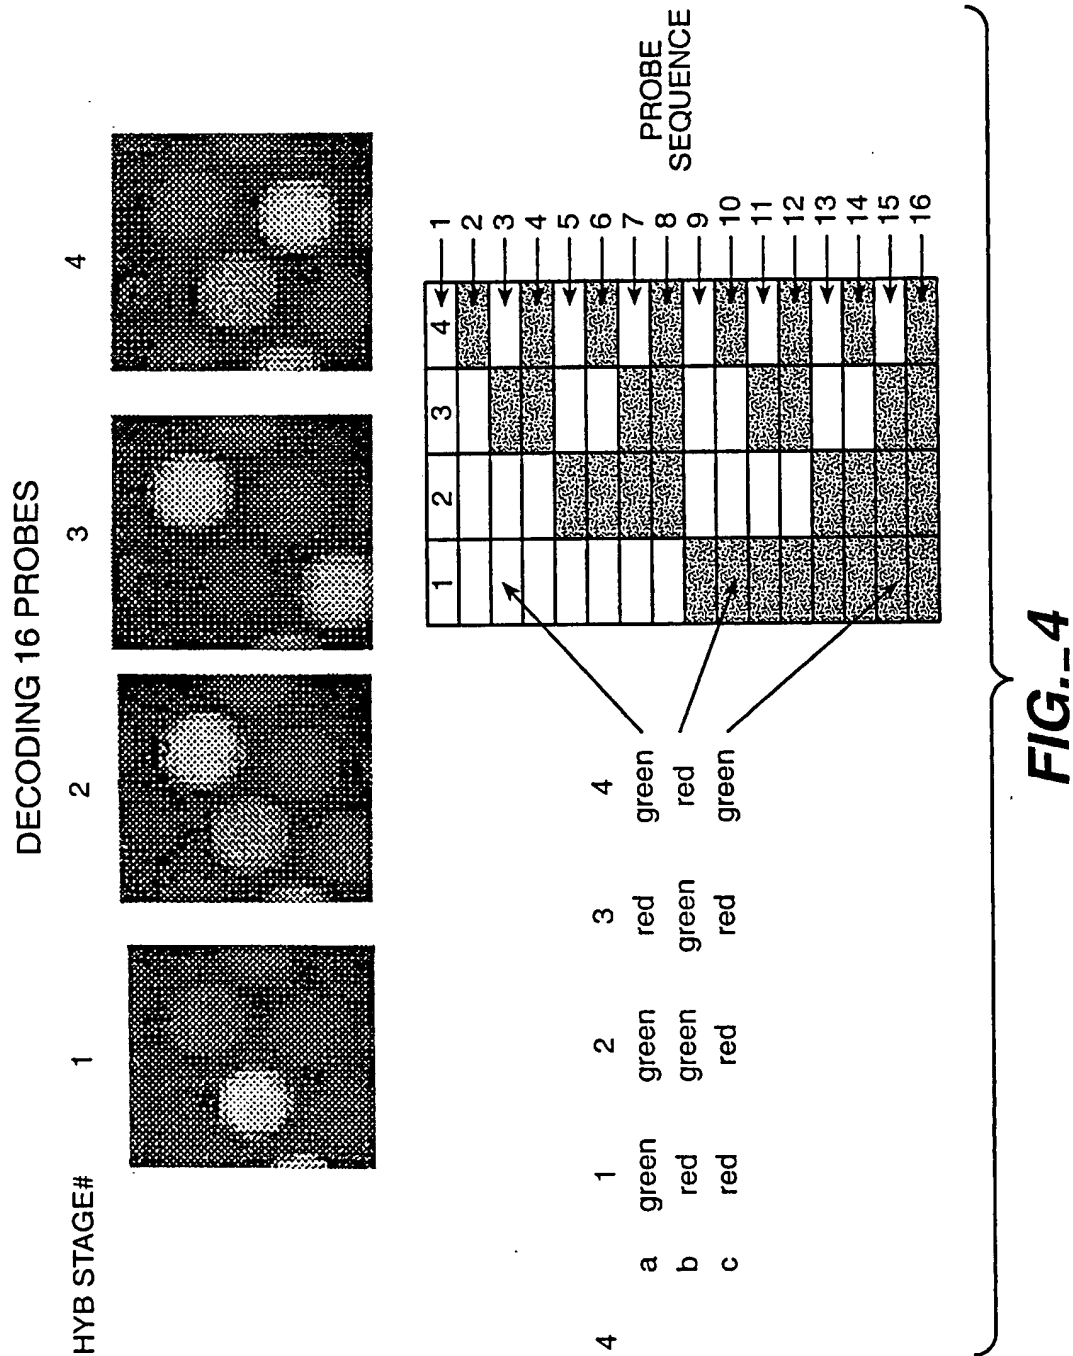 DECODING 16 PROBES
HYB STAGE# 1 2 3 4
4 1 2 3 4
a green green red green
b red green green red
c red red red green
1 2 3 4
1
2
3
4
5
6
7
8
9
10
11
12
13
14
15
16
PROBE
SEQUENCE
FIG._4